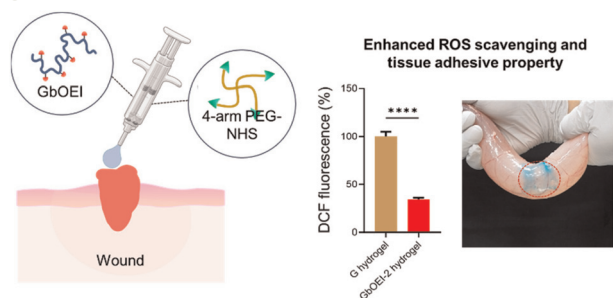 GbOEI
4-arm PEG-
NHS
Wound
Enhanced ROS scavenging and
tissue adhesive property
DCF fluorescence (%)
150
100
50
0
****
G hydrogel
GbOEI-2 hydrogel